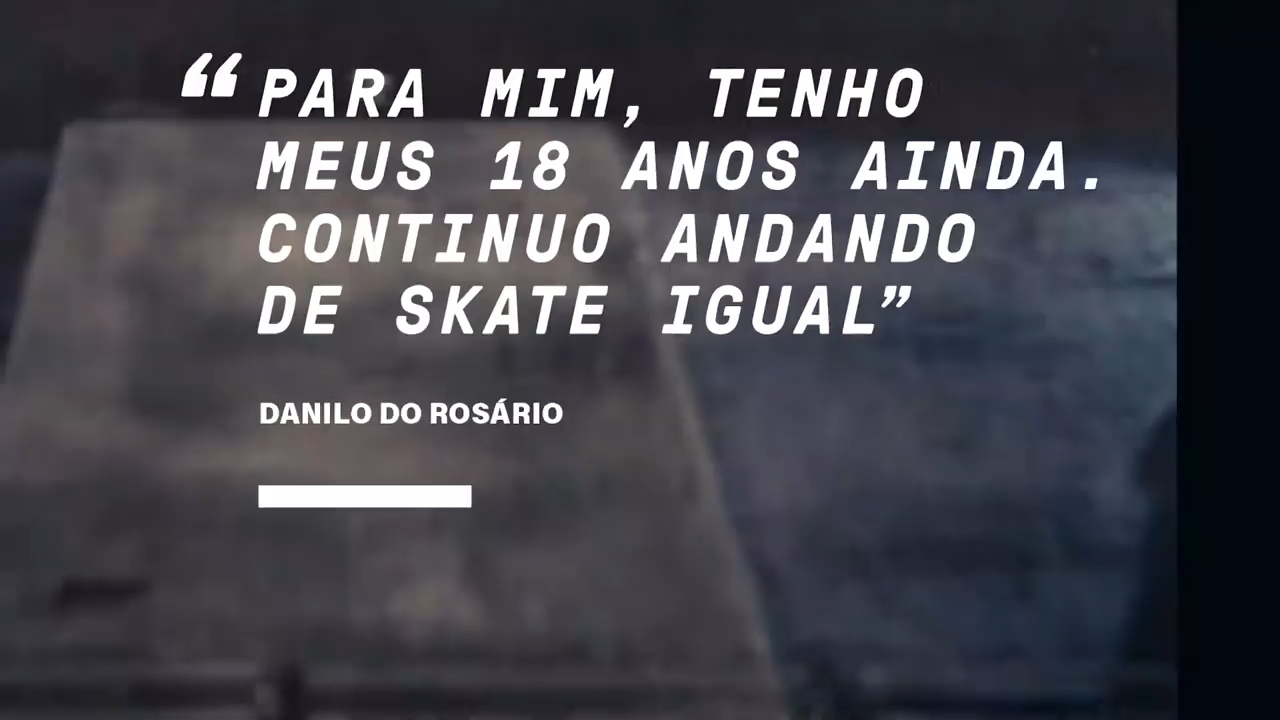 “PARA MIM, TENHO
MEUS 18 ANOS AINDA.
CONTINUO ANDANDO
DE SKATE IGUAL”
DANILO DO ROSÁRIO